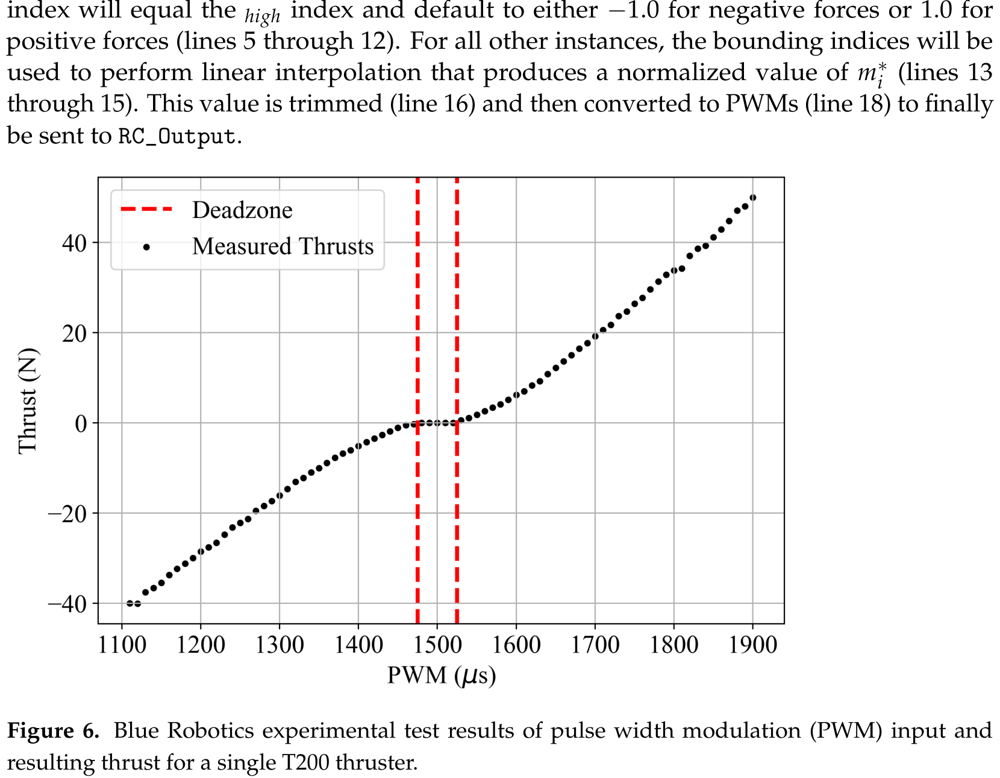 index will equal the high index and default to either −1.0 for negative forces or 1.0 for
positive forces (lines 5 through 12). For all other instances, the bounding indices will be
used to perform linear interpolation that produces a normalized value of m*i (lines 13
through 15). This value is trimmed (line 16) and then converted to PWMs (line 18) to finally
be sent to RC_Output.
Deadzone
Measured Thrusts
40
20
0
−20
−40
Thrust (N)
1100 1200 1300 1400 1500 1600 1700 1800 1900
PWM (μs)
Figure 6. Blue Robotics experimental test results of pulse width modulation (PWM) input and
resulting thrust for a single T200 thruster.